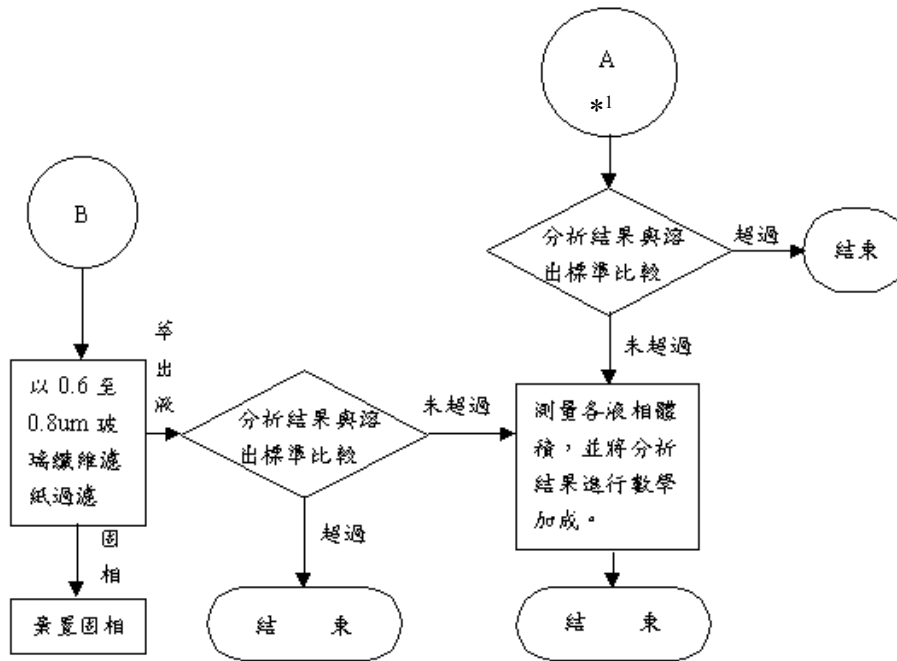 A
*1
分析結果與溶
出標準比較
超過
結束
未超過
B
以 0.6 至
0.8um 玻
璃纖維濾
紙過濾
萃
出
液
分析結果與溶
出標準比較
未超過
測量各液相體
積，並將分析
結果進行數學
加成。
固
相
超過
棄置固相
結 束
結 束